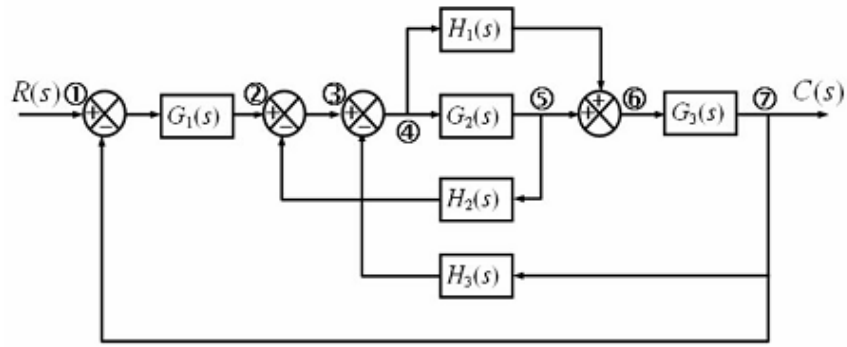 H₁(s)
R(s) ① + − G₁(s) ② + − ③ + − ④ G₂(s) ⑤ + + ⑥ G₃(s) ⑦ C(s)
H₂(s)
H₃(s)